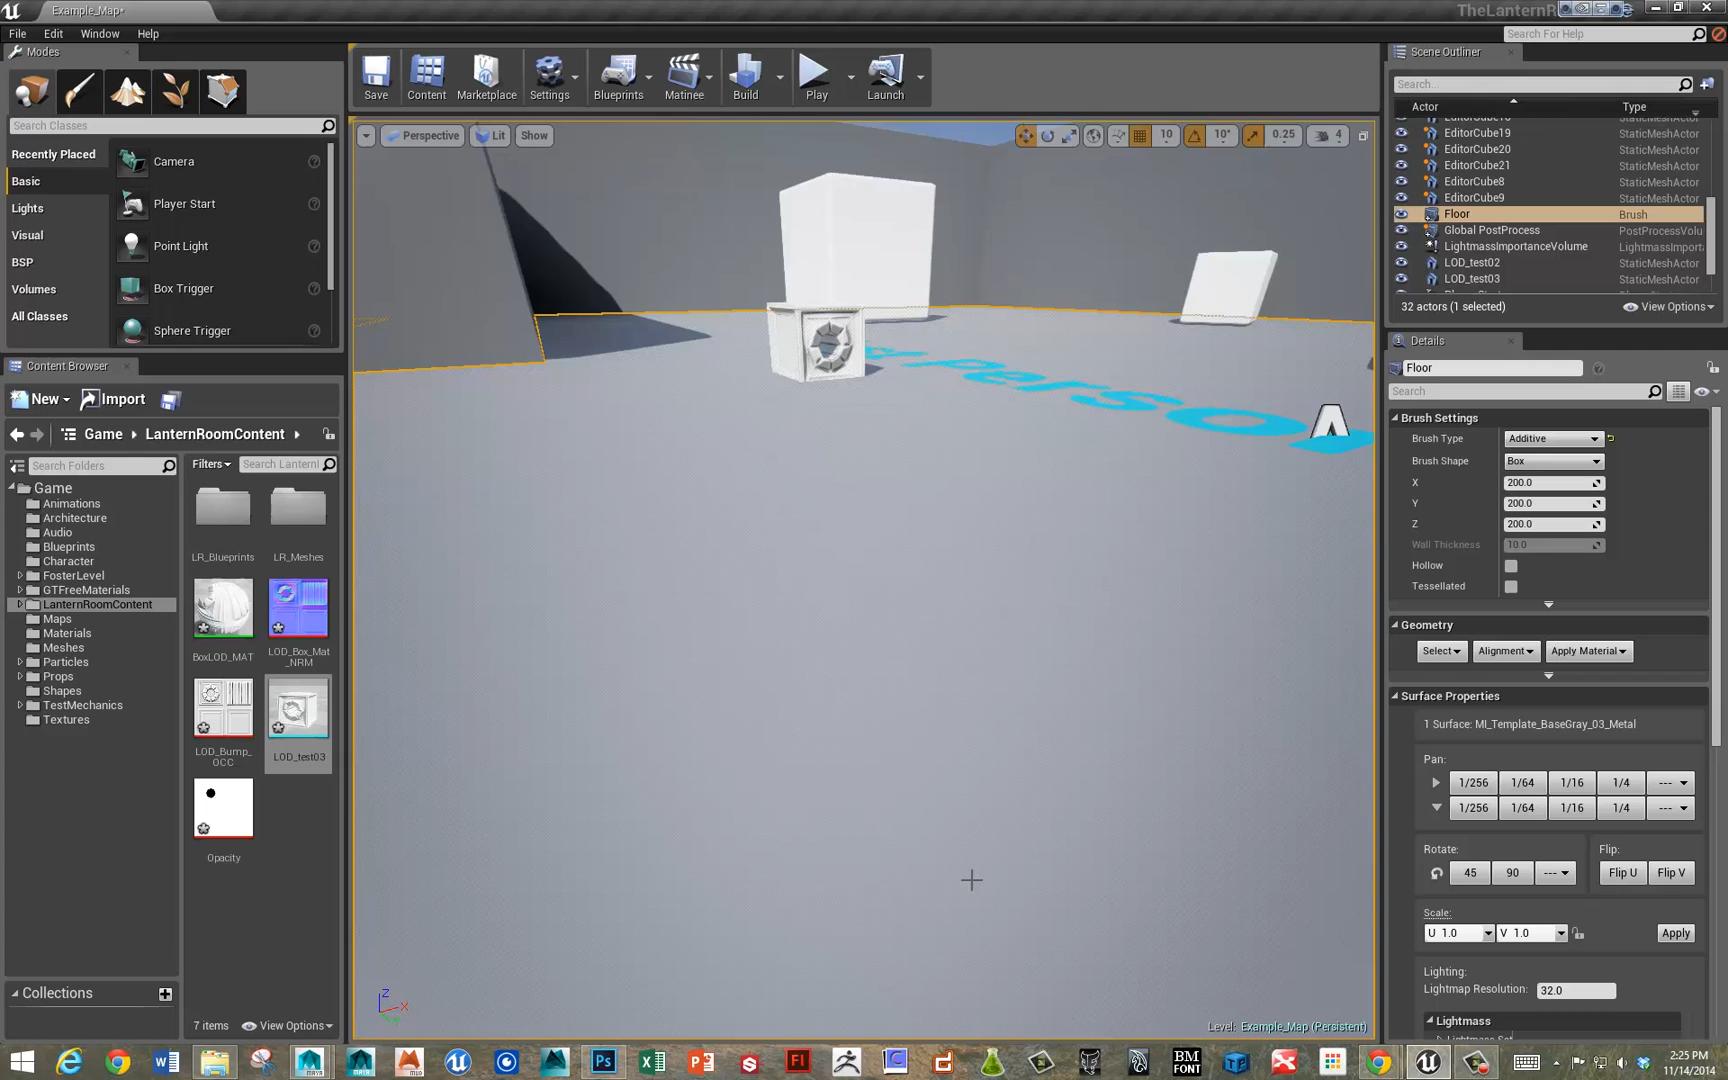 Example_Map*
TheLanternR
File Edit Window Help
Search For Help
Modes
Search Classes
Recently Placed
Basic
Lights
Visual
BSP
Volumes
All Classes
Camera
Player Start
Point Light
Box Trigger
Sphere Trigger
Save
Content
Marketplace
Settings
Blueprints
Matinee
Build
Play
Launch
Perspective
Lit
Show
10
10°
0.25
4
perso
Level: Example_Map (Persistent)
Z
X
Content Browser
New
Import
Game
LanternRoomContent
Search Folders
Filters
Search Lanterni
Game
Animations
Architecture
Audio
Blueprints
Character
FosterLevel
GTFreeMaterials
LanternRoomContent
Maps
Materials
Meshes
Particles
Props
Shapes
TestMechanics
Textures
LR_Blueprints
LR_Meshes
BoxLOD_MAT
LOD_Box_Mat
_NRM
LOD_Bump_
OCC
LOD_test03
Opacity
Collections
7 items
View Options
Scene Outliner
Search...
Actor Type
EditorCube19 StaticMeshActor
EditorCube20 StaticMeshActor
EditorCube21 StaticMeshActor
EditorCube8 StaticMeshActor
EditorCube9 StaticMeshActor
Floor Brush
Global PostProcess PostProcessVolu
LightmassImportanceVolume LightmassImport
LOD_test02 StaticMeshActor
LOD_test03 StaticMeshActor
32 actors (1 selected)
View Options
Details
Floor
Search
Brush Settings
Brush Type Additive
Brush Shape Box
X 200.0
Y 200.0
Z 200.0
Wall Thickness 10.0
Hollow
Tessellated
Geometry
Select Alignment Apply Material
Surface Properties
1 Surface: MI_Template_BaseGray_03_Metal
Pan:
1/256 1/64 1/16 1/4 ---
1/256 1/64 1/16 1/4 ---
Rotate: Flip:
45 90 --- Flip U Flip V
Scale:
U 1.0 V 1.0 Apply
Lighting:
Lightmap Resolution: 32.0
Lightmass
MAYA
MAYA
MUD
Ps
Fl
BM
FONT
2:25 PM
11/14/2014